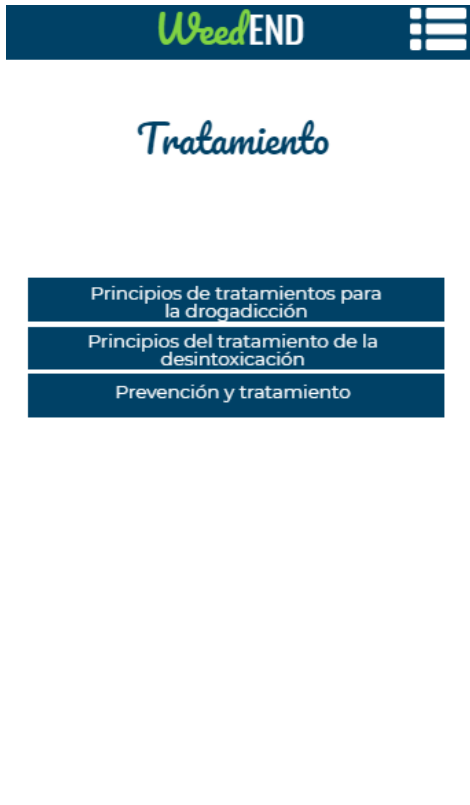 WeedEND
Tratamiento
Principios de tratamientos para
la drogadicción
Principios del tratamiento de la
desintoxicación
Prevención y tratamiento